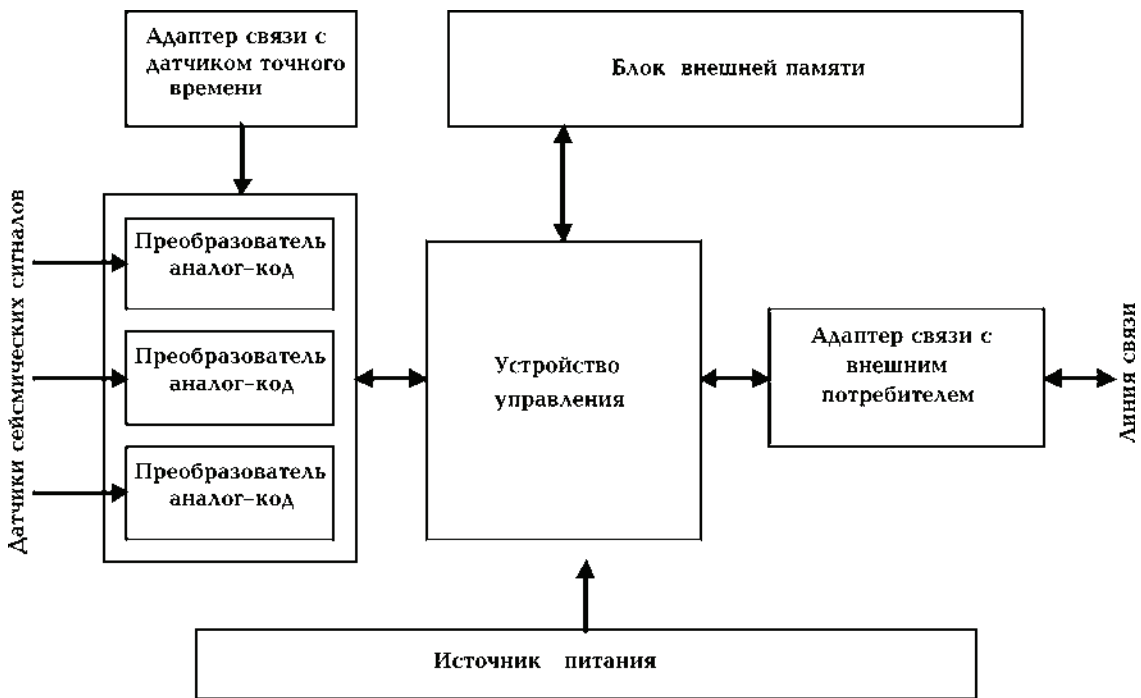 Адаптер связи с
датчиком точного
времени
Блок внешней памяти
Датчики сейсмических сигналов
Преобразователь
аналог-код
Преобразователь
аналог-код
Преобразователь
аналог-код
Устройство
управления
Адаптер связи с
внешним
потребителем
Линия связи
Источник питания